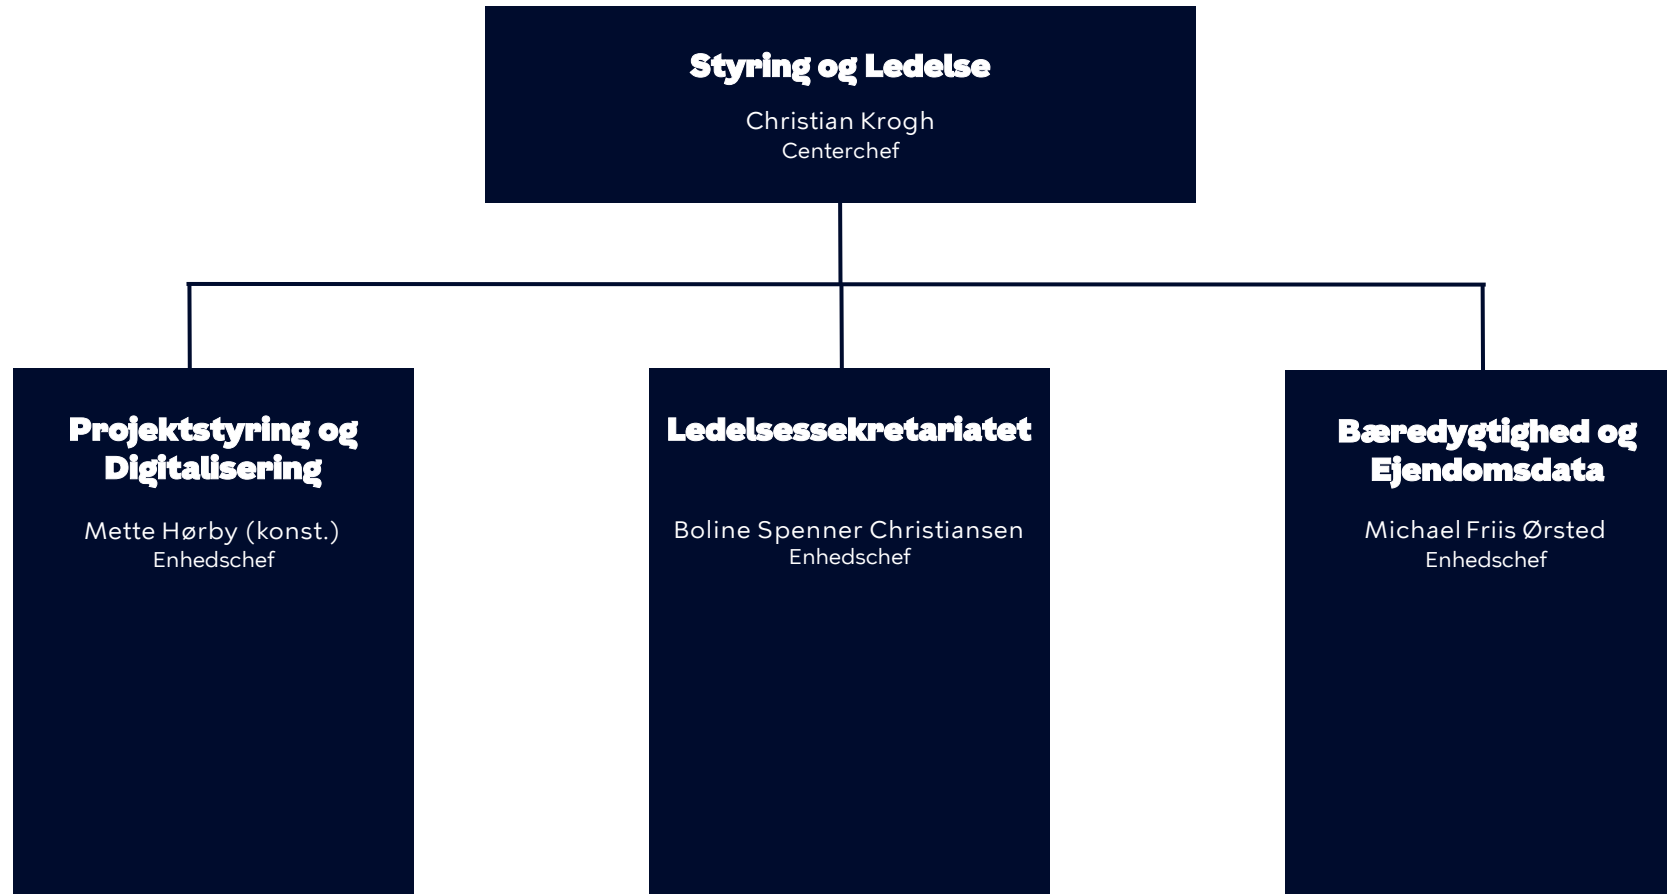 Styring og Ledelse
Christian Krogh
Centerchef
Projektstyring og
Digitalisering
Mette Hørby (konst.)
Enhedschef
Ledelsessekretariatet
Boline Spenner Christiansen
Enhedschef
Bæredygtighed og
Ejendomsdata
Michael Friis Ørsted
Enhedschef